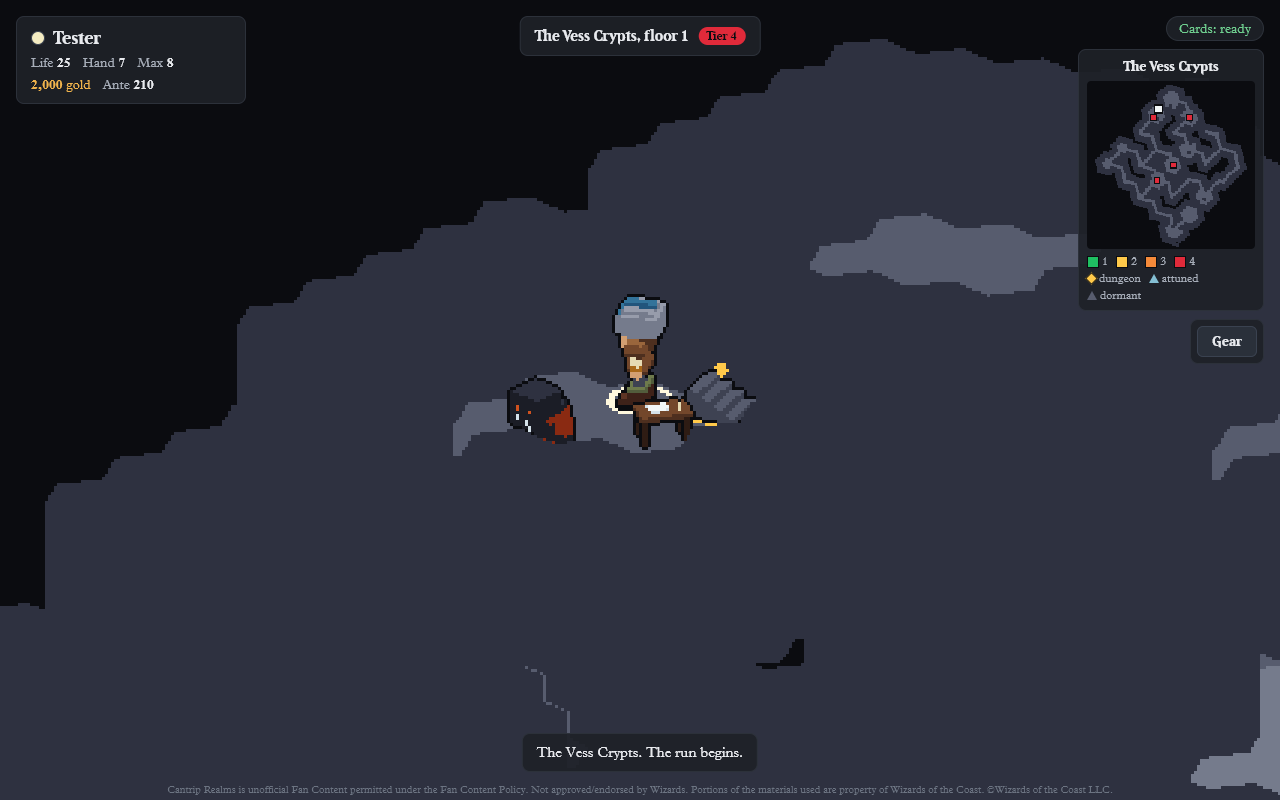 Tester
Life 25 Hand 7 Max 8
2,000 gold Ante 210
The Vess Crypts, floor 1 Tier 4
Cards: ready
The Vess Crypts
1 2 3 4
dungeon attuned
dormant
Gear
The Vess Crypts. The run begins.
Cantrip Realms is unofficial Fan Content permitted under the Fan Content Policy. Not approved/endorsed by Wizards. Portions of the materials used are property of Wizards of the Coast. ©Wizards of the Coast LLC.